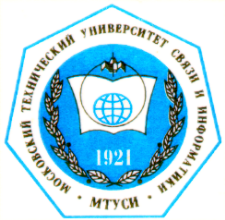 МОСКОВСКИЙ ТЕХНИЧЕСКИЙ УНИВЕРСИТЕТ СВЯЗИ И ИНФОРМАТИКИ
1921
• МТУСИ •